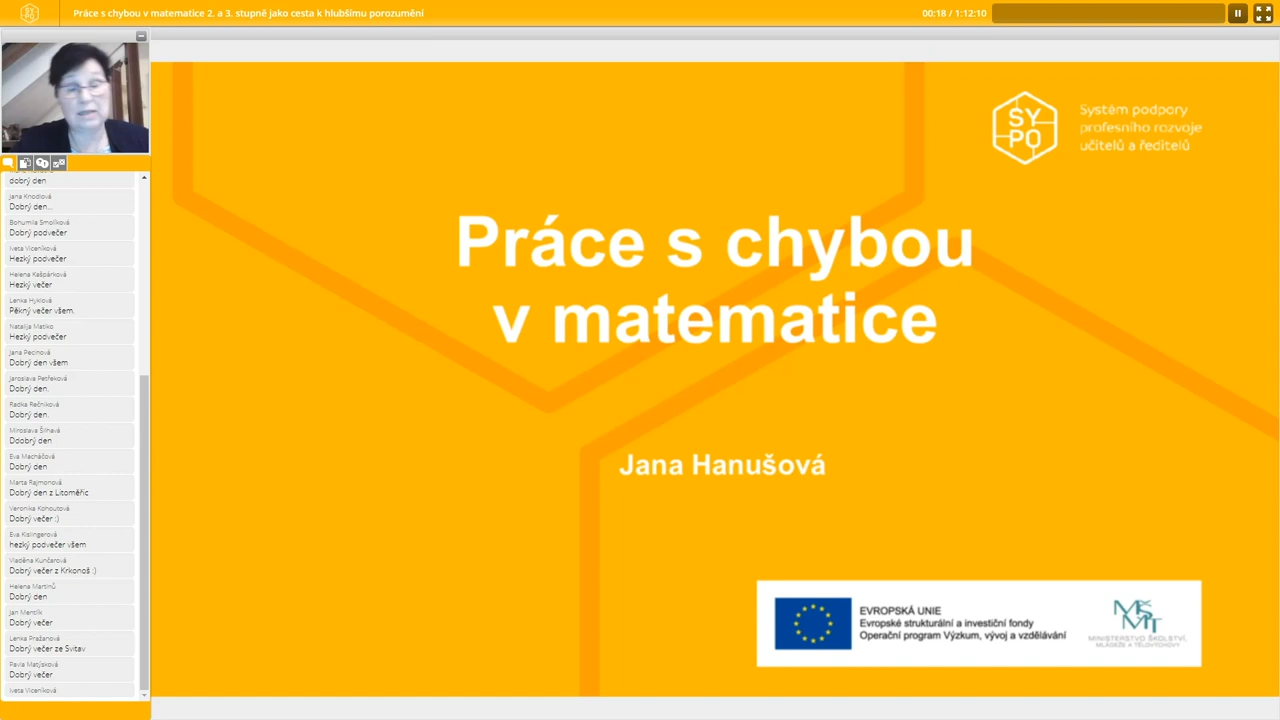 Práce s chybou v matematice 2. a 3. stupně jako cesta k hlubšímu porozumění
00:18 / 1:12:10
dobrý den
Jana Knodlová
Dobrý den...
Bohumila Smolíková
Dobrý podvečer
Iveta Viceníková
Hezký podvečer
Helena Kašpárková
Hezký večer
Lenka Hyklová
Pěkný večer všem.
Natalija Matiko
Hezký podvečer
Jana Pecinová
Dobrý den všem
Jaroslava Petřeková
Dobrý den.
Radka Rečniková
Dobrý den.
Miroslava Šilhavá
Ddobrý den
Eva Macháčová
Dobrý den
Marta Rajmonová
Dobrý den z Litoměřic
Veronika Kohoutová
Dobrý večer :)
Eva Kislingerová
hezký podvečer všem
Vladěna Kunčarová
Dobrý večer z Krkonoš :)
Helena Martinů
Dobrý den
Jan Mentlík
Dobrý večer
Lenka Pražanová
Dobrý večer ze Svitav
Pavla Matýsková
Dobrý večer
Iveta Viceníková
SY
PO
Systém podpory
profesního rozvoje
učitelů a ředitelů
Práce s chybou
v matematice
Jana Hanušová
EVROPSKÁ UNIE
Evropské strukturální a investiční fondy
Operační program Výzkum, vývoj a vzdělávání
MŠMT
MINISTERSTVO ŠKOLSTVÍ,
MLÁDEŽE A TĚLOVÝCHOVY